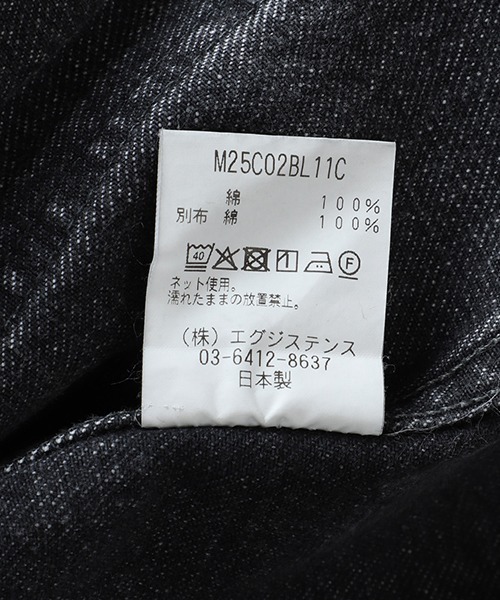 M25C02BL11C
綿 100%
別布 綿 100%
40 F
ネット使用。
濡れたままの放置禁止。
(株) エグジステンス
03-6412-8637
日本製